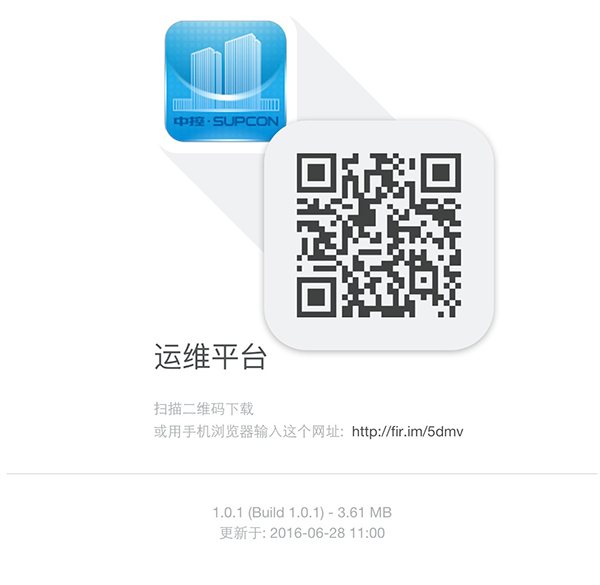 中控·SUPCON
运维平台
扫描二维码下载
或用手机浏览器输入这个网址: http://fir.im/5dmv
1.0.1 (Build 1.0.1) - 3.61 MB
更新于: 2016-06-28 11:00